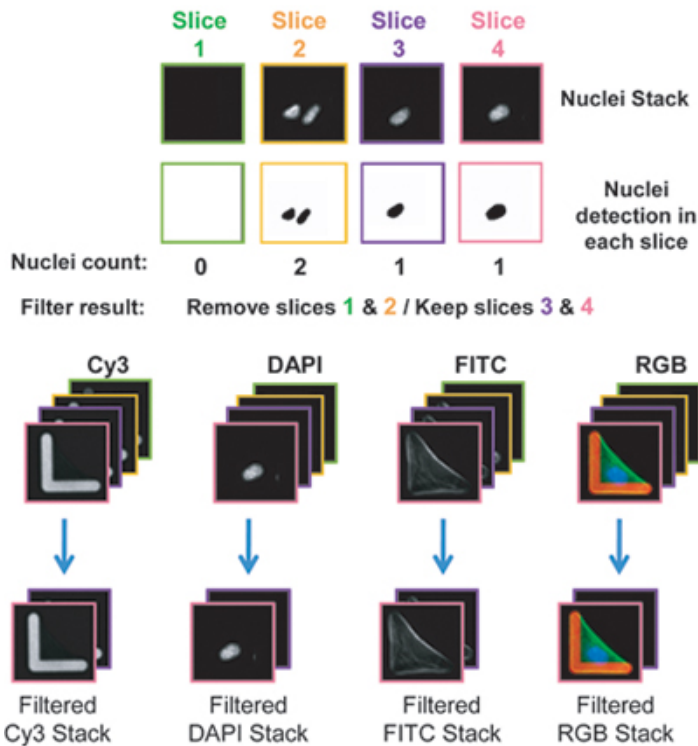 Slice 1 Slice 2 Slice 3 Slice 4
Nuclei Stack
Nuclei detection in each slice
Nuclei count: 0 2 1 1
Filter result: Remove slices 1 & 2 / Keep slices 3 & 4
Cy3 DAPI FITC RGB
Filtered Cy3 Stack
Filtered DAPI Stack
Filtered FITC Stack
Filtered RGB Stack